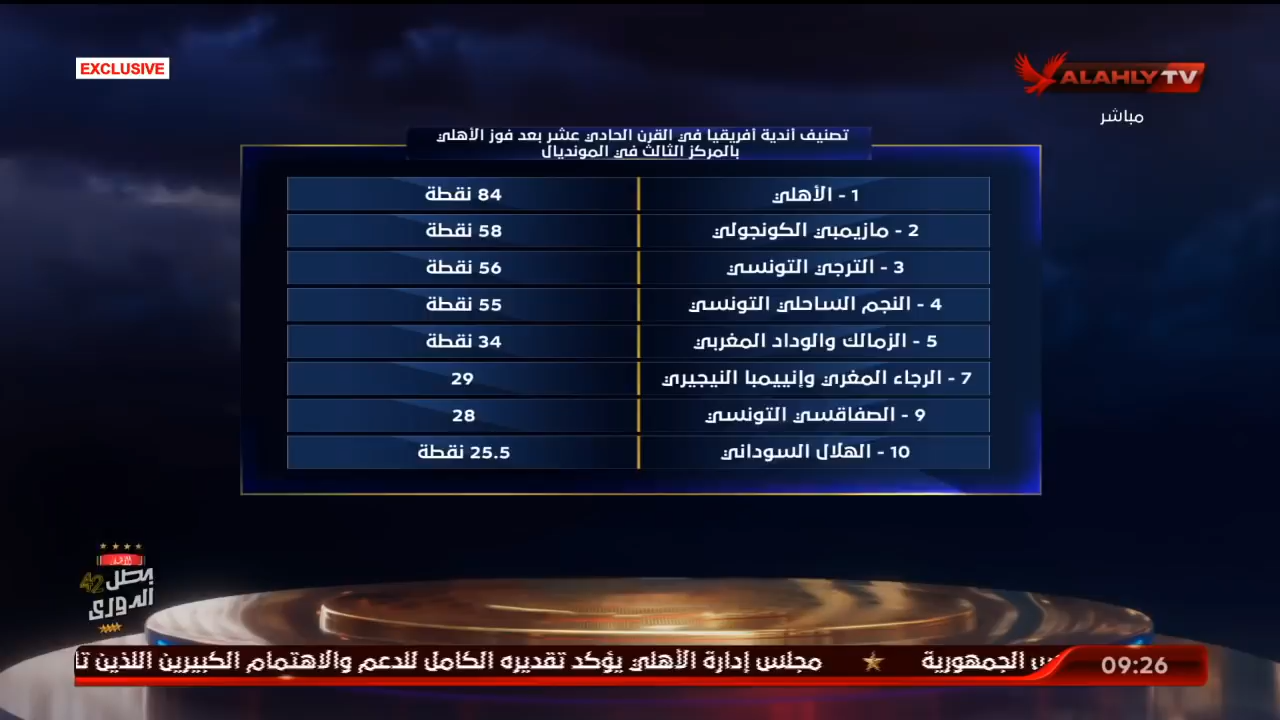 EXCLUSIVE
ALAHLY TV
مباشر
تصنيف أندية أفريقيا في القرن الحادي عشر بعد فوز الأهلي
بالمركز الثالث في المونديال
1 - الأهلي 84 نقطة
2 - مازيمبي الكونجولي 58 نقطة
3 - الترجي التونسي 56 نقطة
4 - النجم الساحلي التونسي 55 نقطة
5 - الزمالك والوداد المغربي 34 نقطة
7 - الرجاء المغري وإنييمبا النيجيري 29
9 - الصفاقسي التونسي 28
10 - الهلال السوداني 25.5 نقطة
بطل الدوري 42
س الجمهورية ★ مجلس إدارة الأهلي يؤكد تقديره الكامل للدعم والاهتمام الكبيرين اللذين تا
09:26